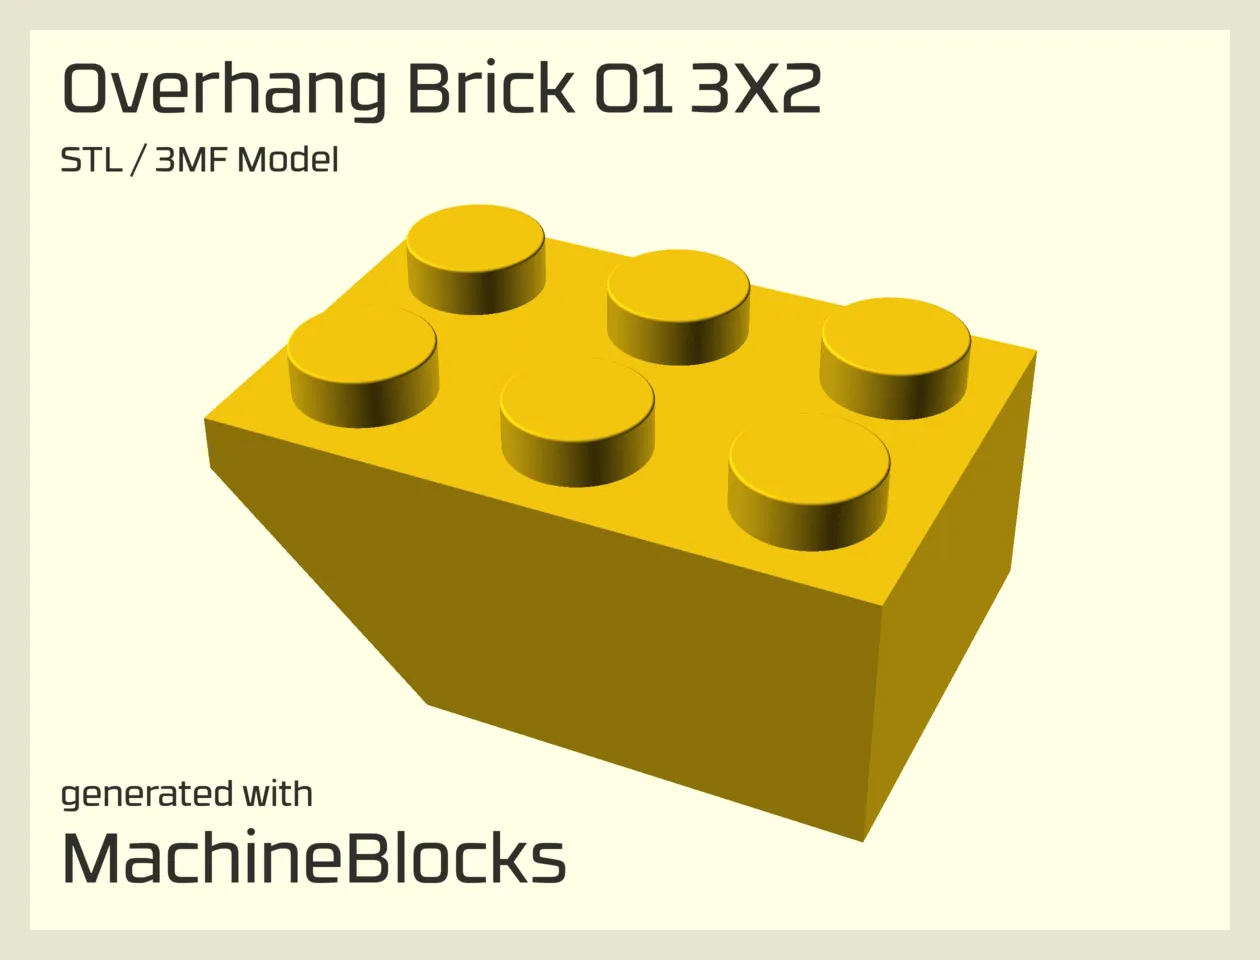 Overhang Brick 01 3X2
STL / 3MF Model
generated with
MachineBlocks